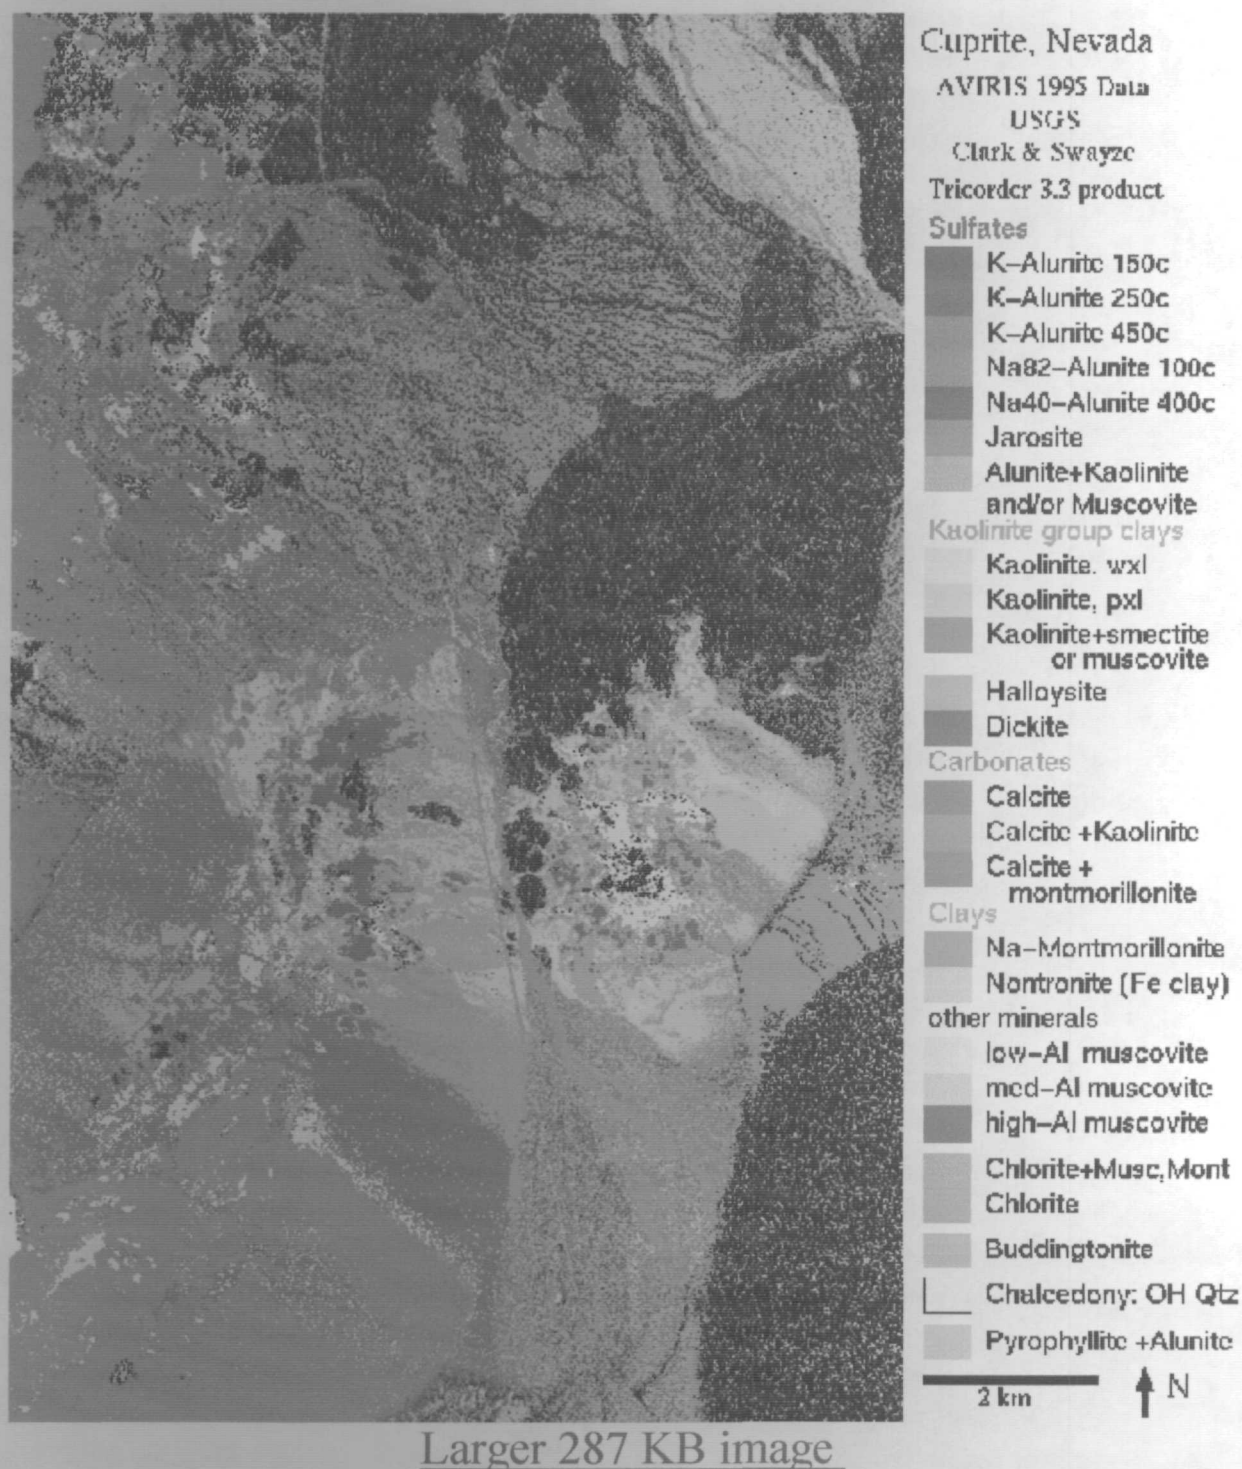 Cuprite, Nevada
AVIRIS 1995 Data
USGS
Clark & Swayze
Tricorder 3.3 product
Sulfates
K-Alunite 150c
K-Alunite 250c
K-Alunite 450c
Na82-Alunite 100c
Na40-Alunite 400c
Jarosite
Alunite+Kaolinite
and/or Muscovite
Kaolinite group clays
Kaolinite. wxl
Kaolinite, pxl
Kaolinite+smectite
or muscovite
Halloysite
Dickite
Carbonates
Calcite
Calcite +Kaolinite
Calcite +
montmorillonite
Clays
Na-Montmorillonite
Nontronite (Fe clay)
other minerals
low-Al muscovite
med-Al muscovite
high-Al muscovite
Chlorite+Musc,Mont
Chlorite
Buddingtonite
Chalcedony: OH Qtz
Pyrophyllite +Alunite
2 km
N
Larger 287 KB image